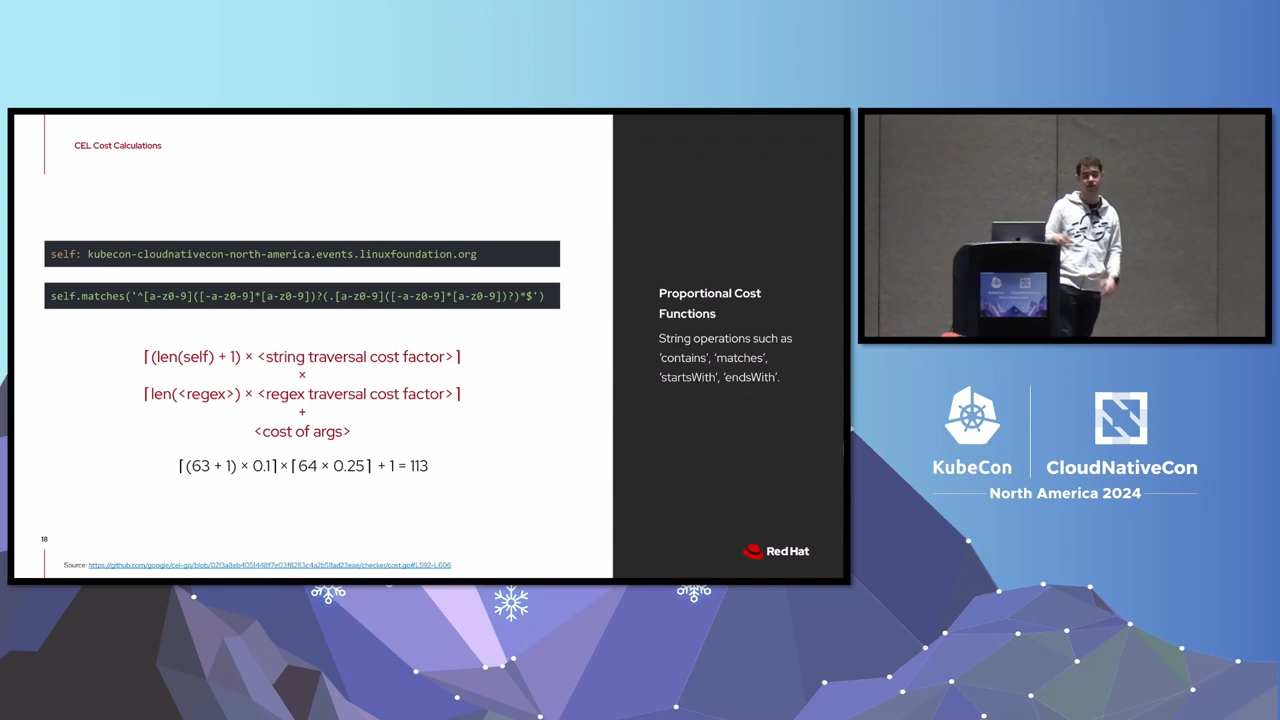 CEL Cost Calculations
self: kubecon-cloudnativecon-north-america.events.linuxfoundation.org
self.matches('^[a-z0-9]([-a-z0-9]*[a-z0-9])?(.[a-z0-9]([-a-z0-9]*[a-z0-9])?)*$')
⌈(len(self) + 1) × <string traversal cost factor>⌉
×
⌈len(<regex>) × <regex traversal cost factor>⌉
+
<cost of args>
⌈(63 + 1) × 0.1⌉ × ⌈64 × 0.25⌉ + 1 = 113
18
Proportional Cost
Functions
String operations such as
'contains', 'matches',
'startsWith', 'endsWith'.
Red Hat
KubeCon
CloudNativeCon
North America 2024